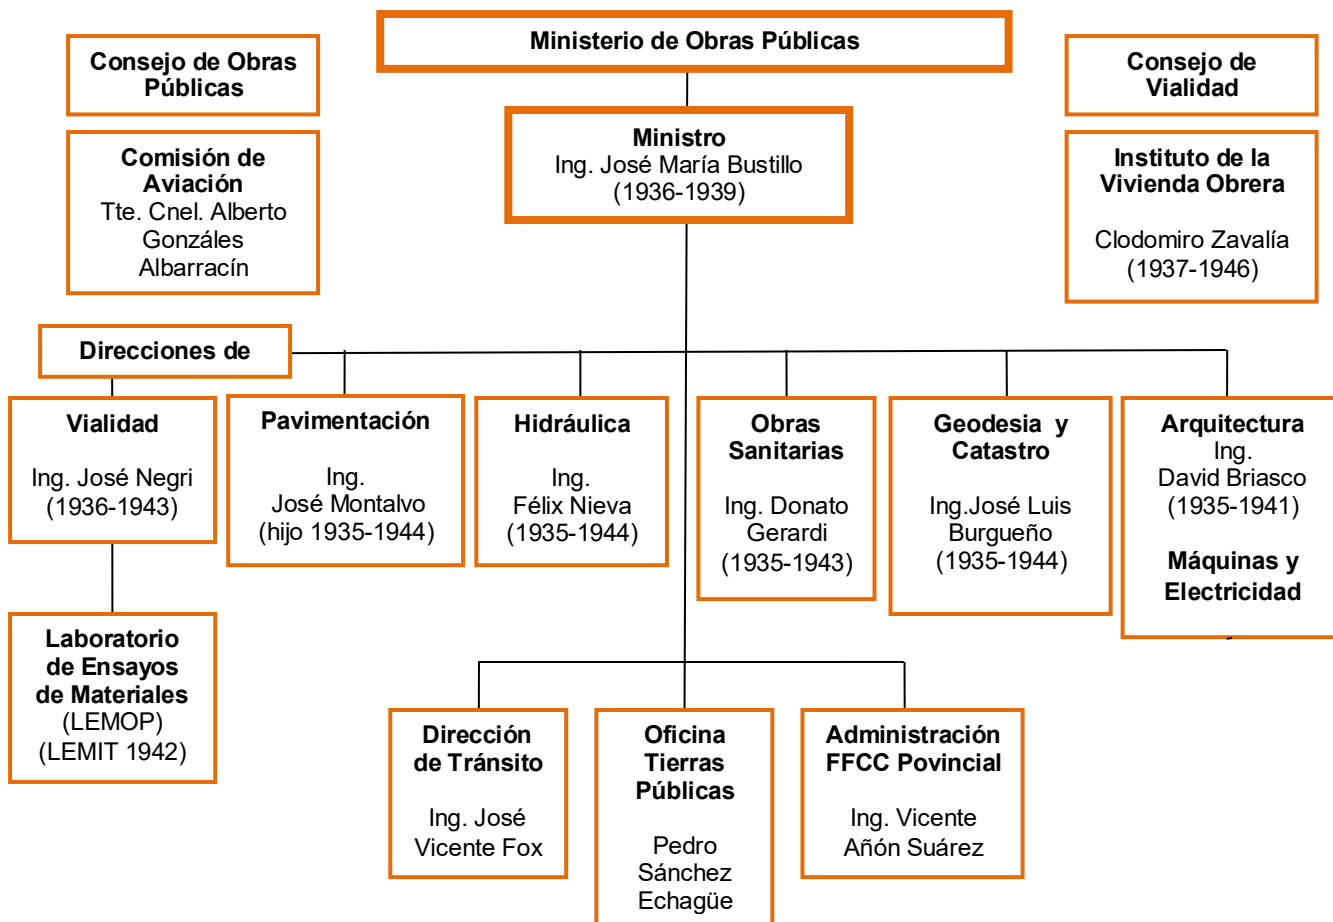 Ministerio de Obras Públicas
Consejo de Obras
Públicas
Consejo de
Vialidad
Ministro
Ing. José María Bustillo
(1936-1939)
Comisión de
Aviación
Tte. Cnel. Alberto
Gonzáles
Albarracín
Instituto de la
Vivienda Obrera
Clodomiro Zavalía
(1937-1946)
Direcciones de
Vialidad
Ing. José Negri
(1936-1943)
Pavimentación
Ing.
José Montalvo
(hijo 1935-1944)
Hidráulica
Ing.
Félix Nieva
(1935-1944)
Obras
Sanitarias
Ing. Donato
Gerardi
(1935-1943)
Geodesia y
Catastro
Ing.José Luis
Burgueño
(1935-1944)
Arquitectura
Ing.
David Briasco
(1935-1941)
Máquinas y
Electricidad
Laboratorio
de Ensayos
de Materiales
(LEMOP)
(LEMIT 1942)
Dirección
de Tránsito
Ing. José
Vicente Fox
Oficina
Tierras
Públicas
Pedro
Sánchez
Echagüe
Administración
FFCC Povincial
Ing. Vicente
Añón Suárez